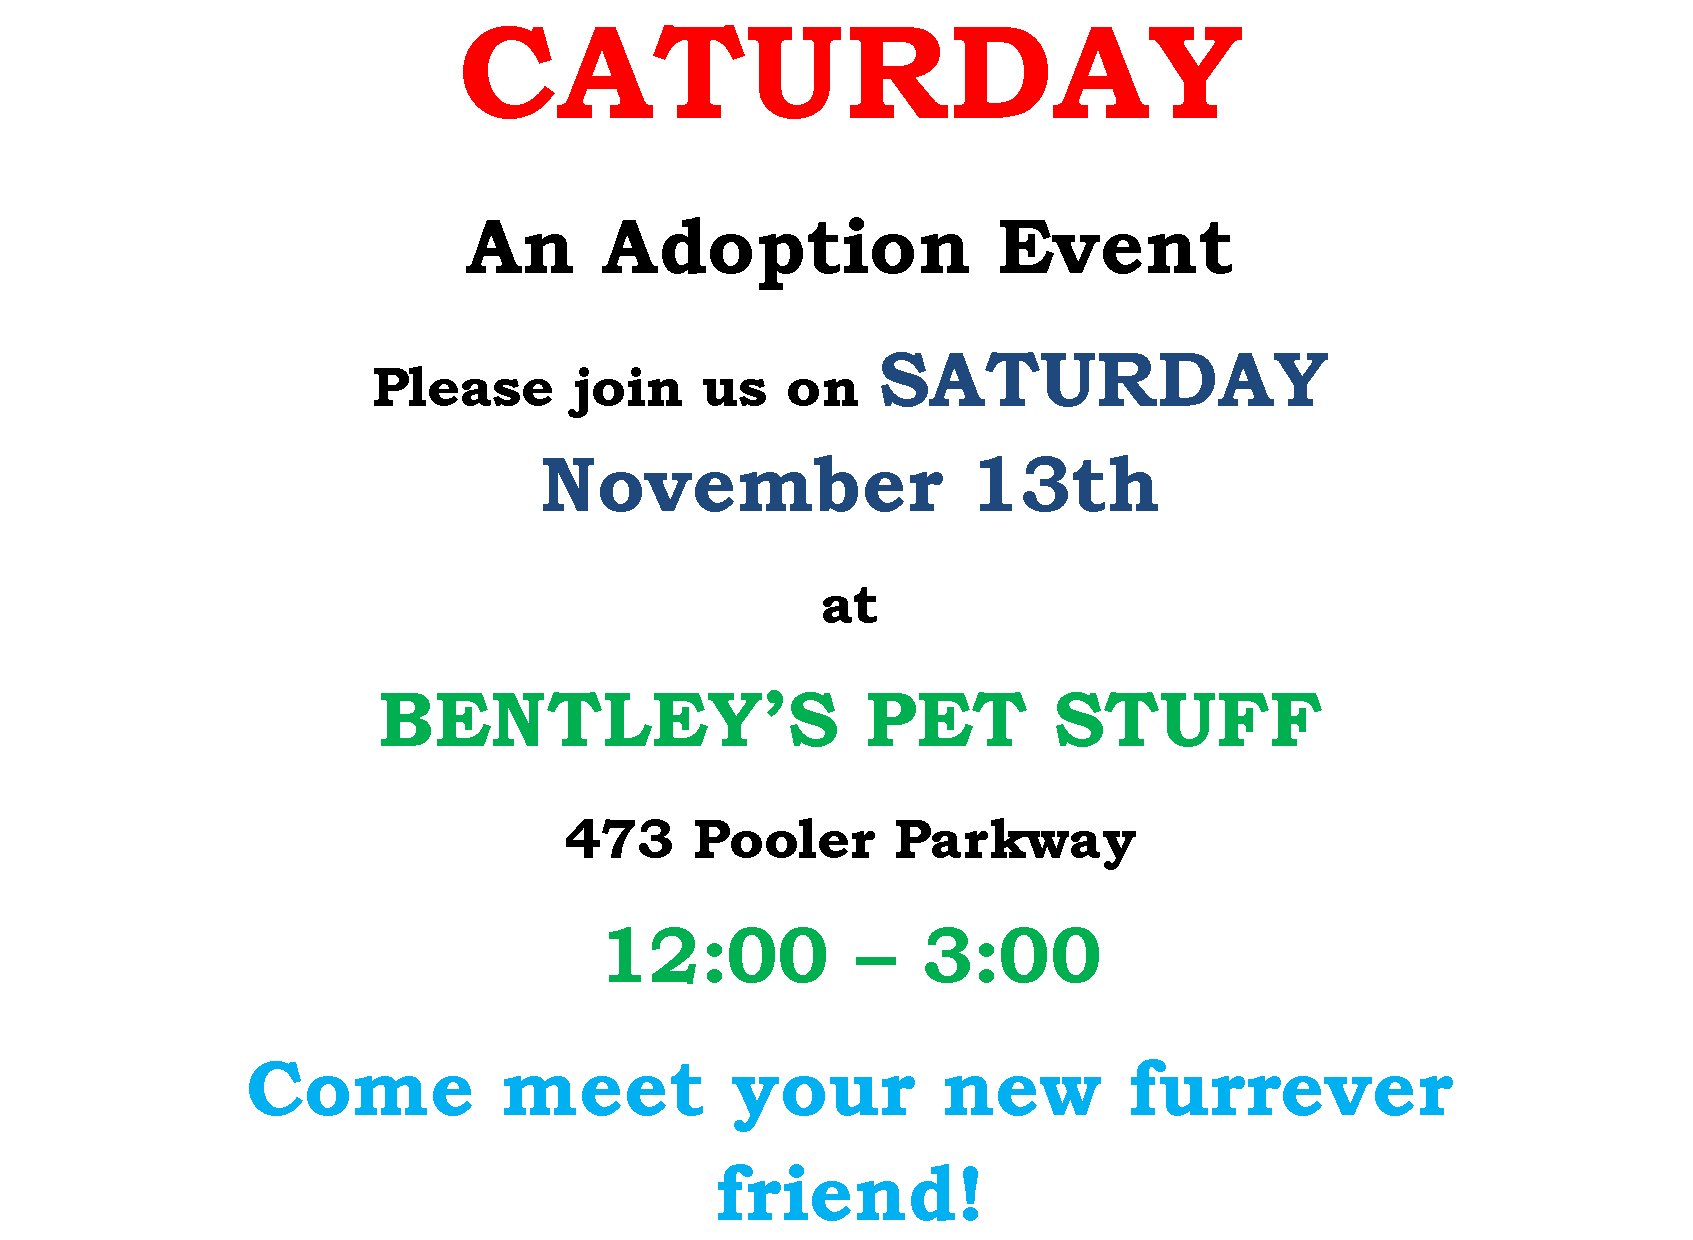 CATURDAY
An Adoption Event
Please join us on SATURDAY
November 13th
at
BENTLEY’S PET STUFF
473 Pooler Parkway
12:00 – 3:00
Come meet your new furrever
friend!